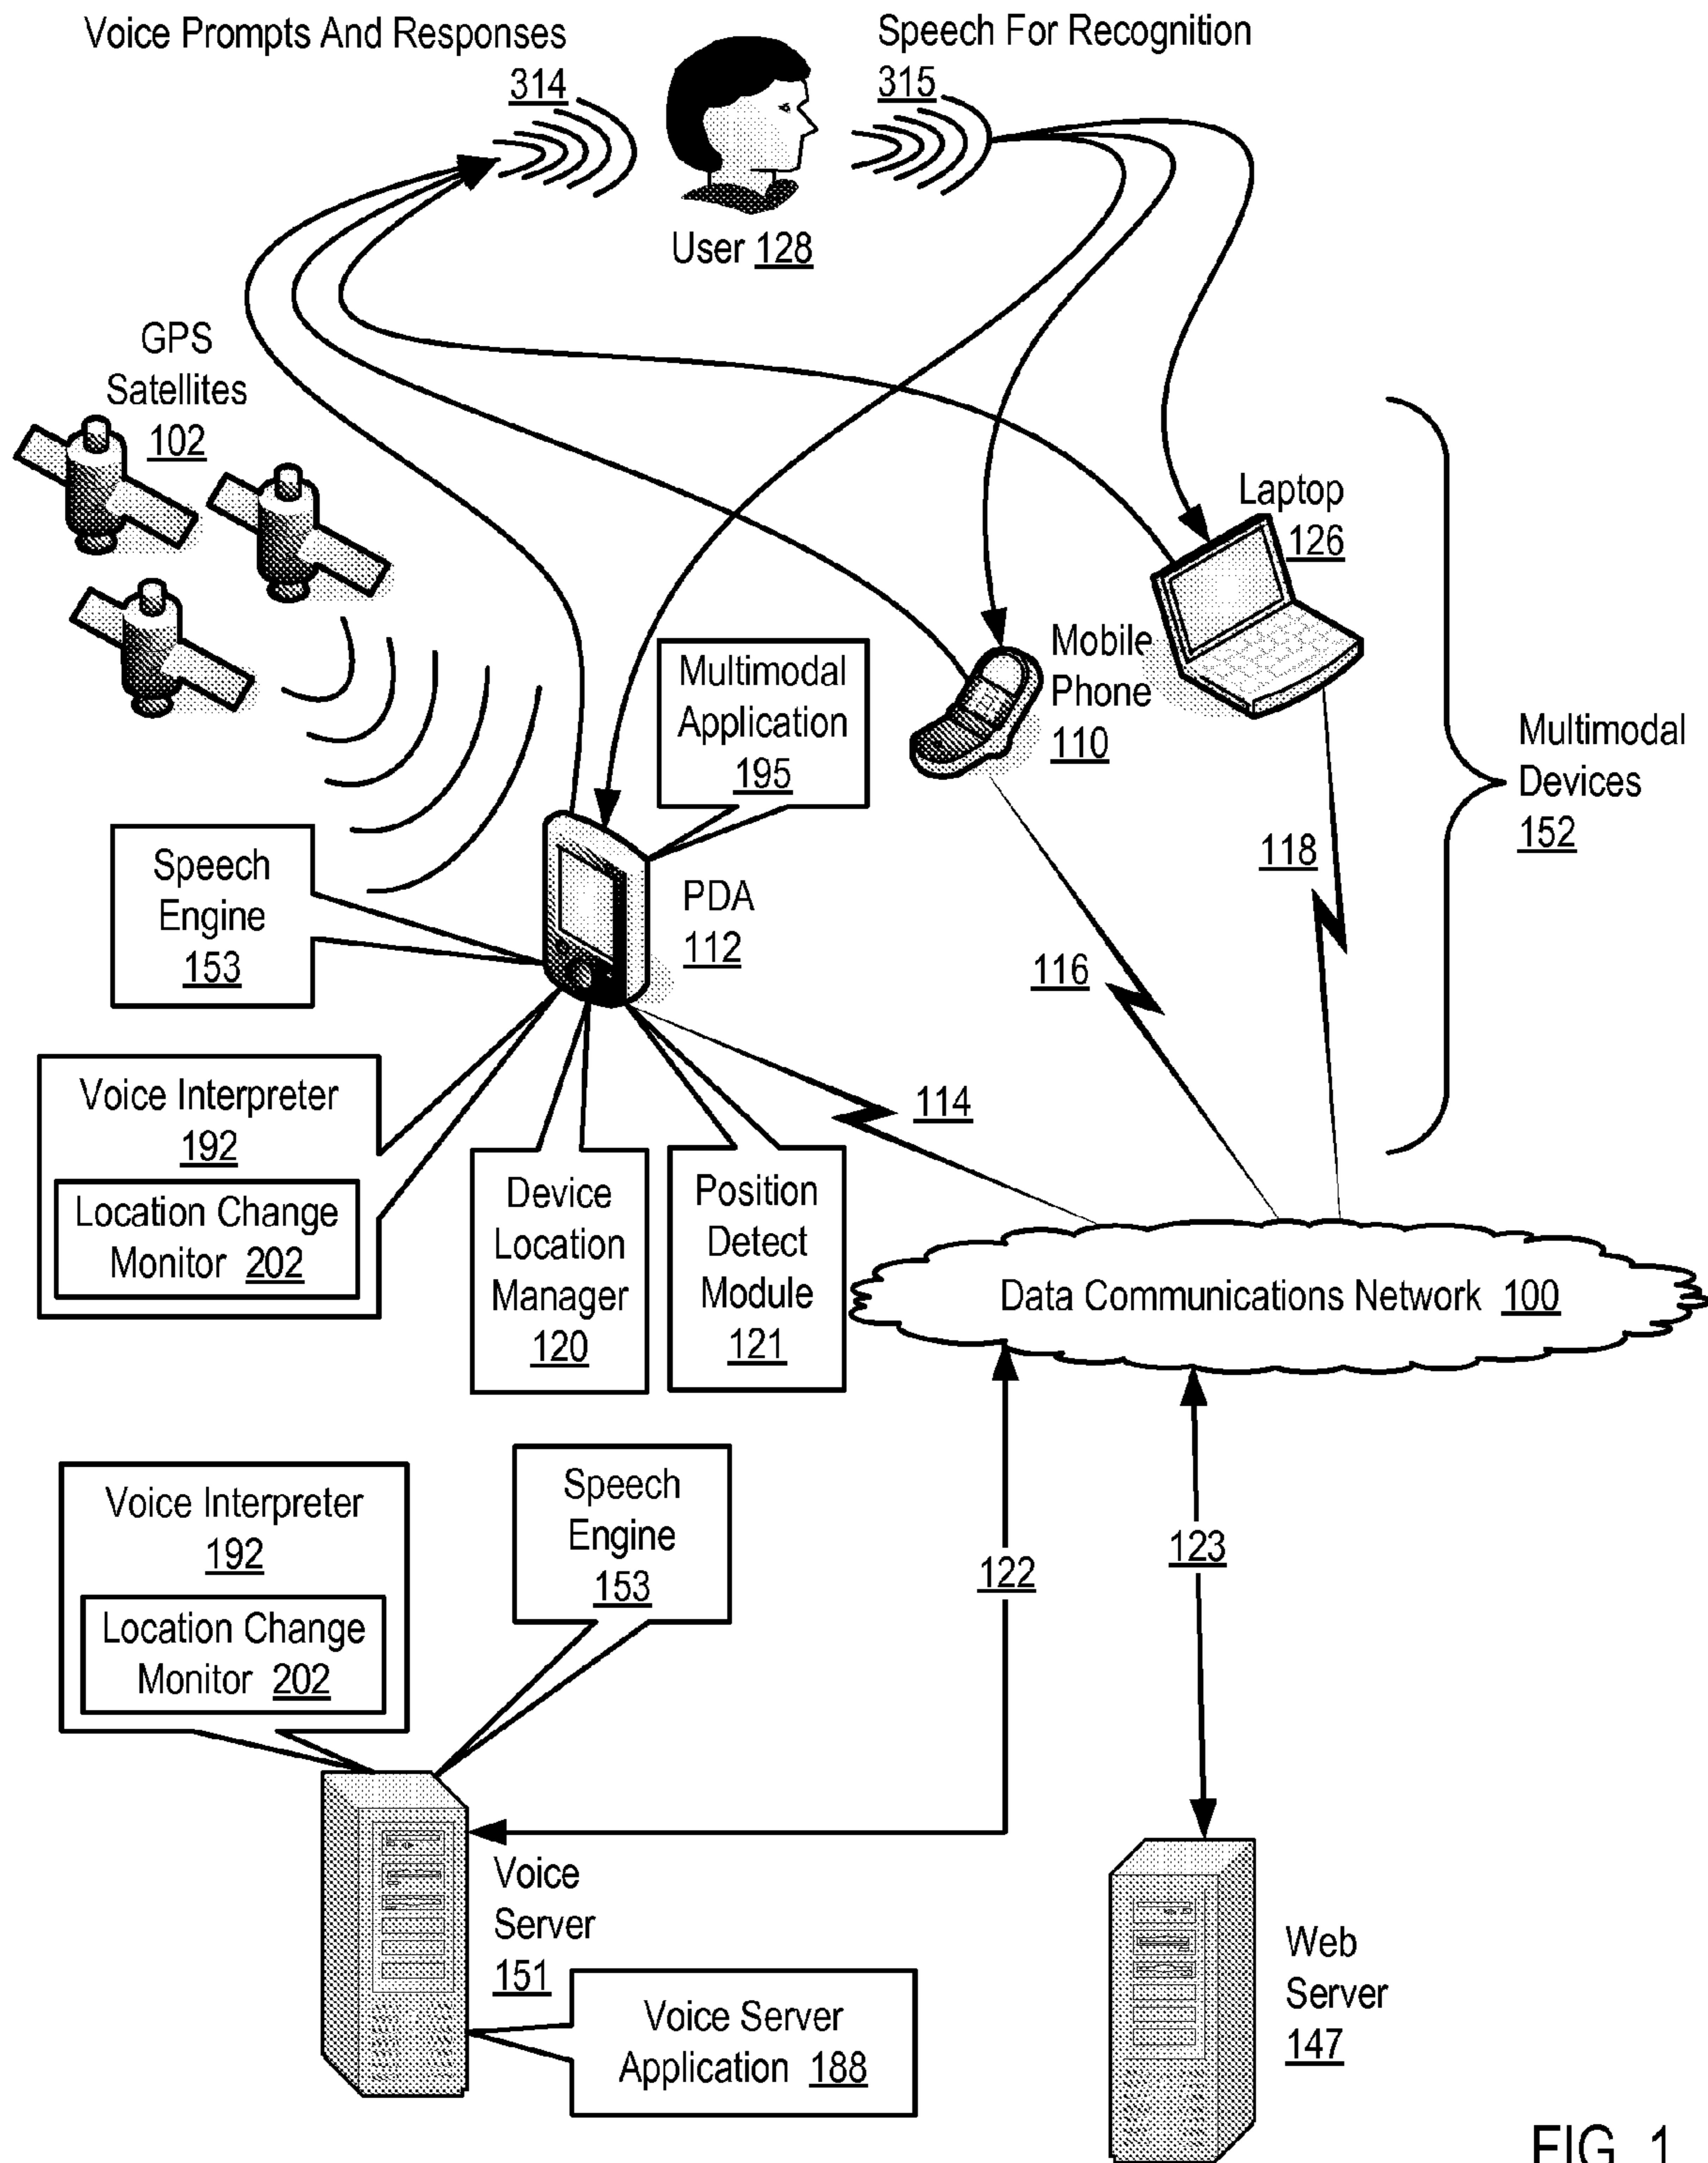 Voice Prompts And Responses
314
Speech For Recognition
315
User 128
GPS
Satellites
102
Laptop
126
Mobile
Phone
110
Multimodal
Application
195
Multimodal
Devices
152
Speech
Engine
153
PDA
112
118
116
114
Voice Interpreter
192
Location Change
Monitor 202
Device
Location
Manager
120
Position
Detect
Module
121
Data Communications Network 100
Voice Interpreter
192
Location Change
Monitor 202
Speech
Engine
153
122
123
Voice
Server
151
Voice Server
Application 188
Web
Server
147
FIG. 1